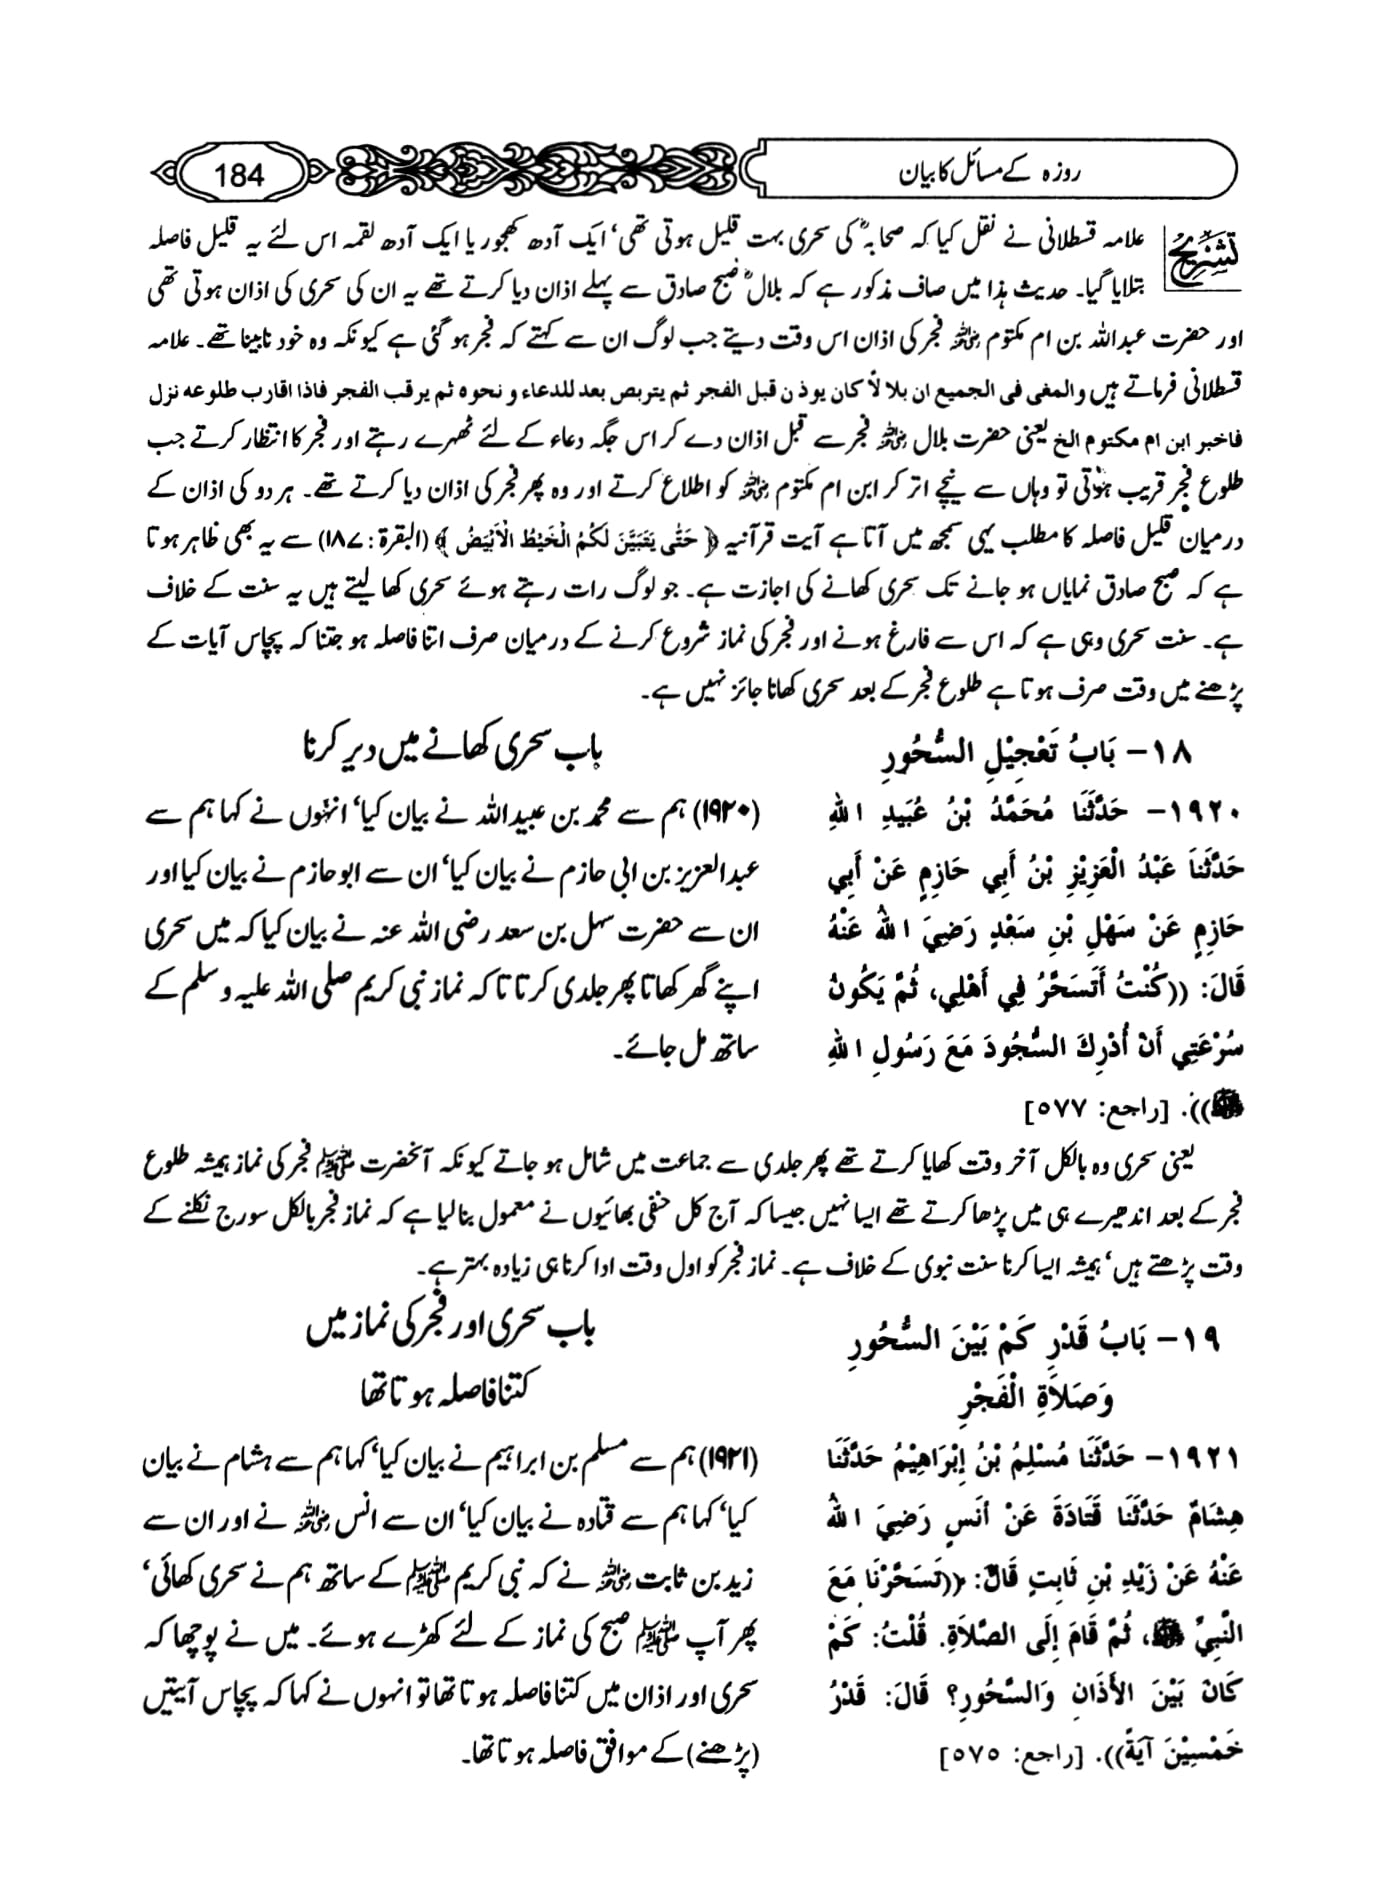 روزہ کے مسائل کا بیان
184
تشریح
علامہ قسطلانی نے نقل کیا کہ صحابہؓ کی سحری بہت قلیل ہوتی تھی‘ ایک آدھ کھجور یا ایک آدھ لقمہ اس لئے یہ قلیل فاصلہ
بتلایا گیا۔ حدیث ہذا میں صاف مذکور ہے کہ بلالؓ صبح صادق سے پہلے اذان دیا کرتے تھے یہ ان کی سحری کی اذان ہوتی تھی
اور حضرت عبداللہ بن ام مکتوم رضی اللہ عنہ فجر کی اذان اس وقت دیتے جب لوگ ان سے کہتے کہ فجر ہو گئی ہے کیونکہ وہ خود نابینا تھے۔ علامہ
قسطلانی فرماتے ہیں والمغی فی الجمیع ان بلالاً کان یوذن قبل الفجر ثم یتربص بعد للدعاء و نحوہ ثم یرقب الفجر فاذا اقارب طلوعہ نزل
فاخبر ابن ام مکتوم الخ یعنی حضرت بلال رضی اللہ عنہ فجر سے قبل اذان دے کر اس جگہ دعاء کے لئے ٹھہرے رہتے اور فجر کا انتظار کرتے جب
طلوع فجر قریب ہوتی تو وہاں سے نیچے اتر کر ابن ام مکتوم رضی اللہ عنہ کو اطلاع کرتے اور وہ پھر فجر کی اذان دیا کرتے تھے۔ ہر دو کی اذان کے
درمیان قلیل فاصلہ کا مطلب یہی سمجھ میں آتا ہے آیت قرآنیہ ﴿ حَتّٰی یَتَبَیَّنَ لَکُمُ الْخَیْطُ الْاَبْیَضُ ﴾ (البقرۃ: ۱۸۷) سے یہ بھی ظاہر ہوتا
ہے کہ صبح صادق نمایاں ہو جانے تک سحری کھانے کی اجازت ہے۔ جو لوگ رات رہتے ہوئے سحری کھا لیتے ہیں یہ سنت کے خلاف
ہے۔ سنت سحری وہی ہے کہ اس سے فارغ ہونے اور فجر کی نماز شروع کرنے کے درمیان صرف اتنا فاصلہ ہو جتنا کہ پچاس آیات کے
پڑھنے میں وقت صرف ہوتا ہے طلوع فجر کے بعد سحری کھانا جائز نہیں ہے۔
١٨- بَابُ تَعْجِيْلِ السُّحُورِ
١٩٢٠- حَدَّثَنَا مُحَمَّدُ بْنُ عُبَيدِ اللهِ
حَدَّثَنَا عَبْدُ الْعَزِيْزِ بْنُ أَبِي حَازِمٍ عَنْ أَبِي
حَازِمٍ عَنْ سَهْلِ بْنِ سَعْدٍ رَضِيَ اللهُ عَنْهُ
قَالَ: ((كُنْتُ أَتَسَحَّرُ فِي أَهْلِي، ثُمَّ يَكُونُ
سُرْعَتِي أَنْ أُدْرِكَ السُّجُودَ مَعَ رَسُولِ اللهِ
ﷺ)). [راجع: ٥٧٧]
باب سحری کھانے میں دیر کرنا
(۱۹۲۰) ہم سے محمد بن عبیداللہ نے بیان کیا‘ انہوں نے کہا ہم سے
عبدالعزیز بن ابی حازم نے بیان کیا‘ ان سے ابو حازم نے بیان کیا اور
ان سے حضرت سہل بن سعد رضی اللہ عنہ نے بیان کیا کہ میں سحری
اپنے گھر کھاتا پھر جلدی کرتا تاکہ نماز نبی کریم صلی اللہ علیہ وسلم کے
ساتھ مل جائے۔
یعنی سحری وہ بالکل آخر وقت کھایا کرتے تھے پھر جلدی سے جماعت میں شامل ہو جاتے کیونکہ آنحضرت ﷺ فجر کی نماز ہمیشہ طلوع
فجر کے بعد اندھیرے ہی میں پڑھا کرتے تھے ایسا نہیں جیسا کہ آج کل حنفی بھائیوں نے معمول بنا لیا ہے کہ نماز فجر بالکل سورج نکلنے کے
وقت پڑھتے ہیں‘ ہمیشہ ایسا کرنا سنت نبوی کے خلاف ہے۔ نماز فجر کو اول وقت ادا کرنا ہی زیادہ بہتر ہے۔
١٩- بَابُ قَدْرِ كَمْ بَيْنَ السُّحُورِ
وَصَلاَةِ الْفَجْرِ
١٩٢١- حَدَّثَنَا مُسْلِمُ بْنُ إِبْرَاهِيْمُ حَدَّثَنَا
هِشَامٌ حَدَّثَنَا قَتَادَةَ عَنْ أَنَسٍ رَضِيَ اللهُ
عَنْهُ عَنْ زَيْدِ بْنِ ثَابِتٍ قَالَ: ((تَسَحَّرْنَا مَعَ
النَّبِيِّ ﷺ، ثُمَّ قَامَ إِلَى الصَّلاَةِ. قُلْتُ: كَمْ
كَانَ بَيْنَ الأَذَانِ وَالسَّحُورِ؟ قَالَ: قَدْرُ
خَمْسِيْنَ آيَةً)). [راجع: ٥٧٥]
باب سحری اور فجر کی نماز میں
کتنا فاصلہ ہوتا تھا
(۱۹۲۱) ہم سے مسلم بن ابراہیم نے بیان کیا‘ کہا ہم سے ہشام نے بیان
کیا‘ کہا ہم سے قتادہ نے بیان کیا‘ ان سے انس رضی اللہ عنہ نے اور ان سے
زید بن ثابت رضی اللہ عنہ نے کہ نبی کریم ﷺ کے ساتھ ہم نے سحری کھائی‘
پھر آپ ﷺ صبح کی نماز کے لئے کھڑے ہوئے۔ میں نے پوچھا کہ
سحری اور اذان میں کتنا فاصلہ ہوتا تھا تو انہوں نے کہا کہ پچاس آیتیں
(پڑھنے) کے موافق فاصلہ ہوتا تھا۔